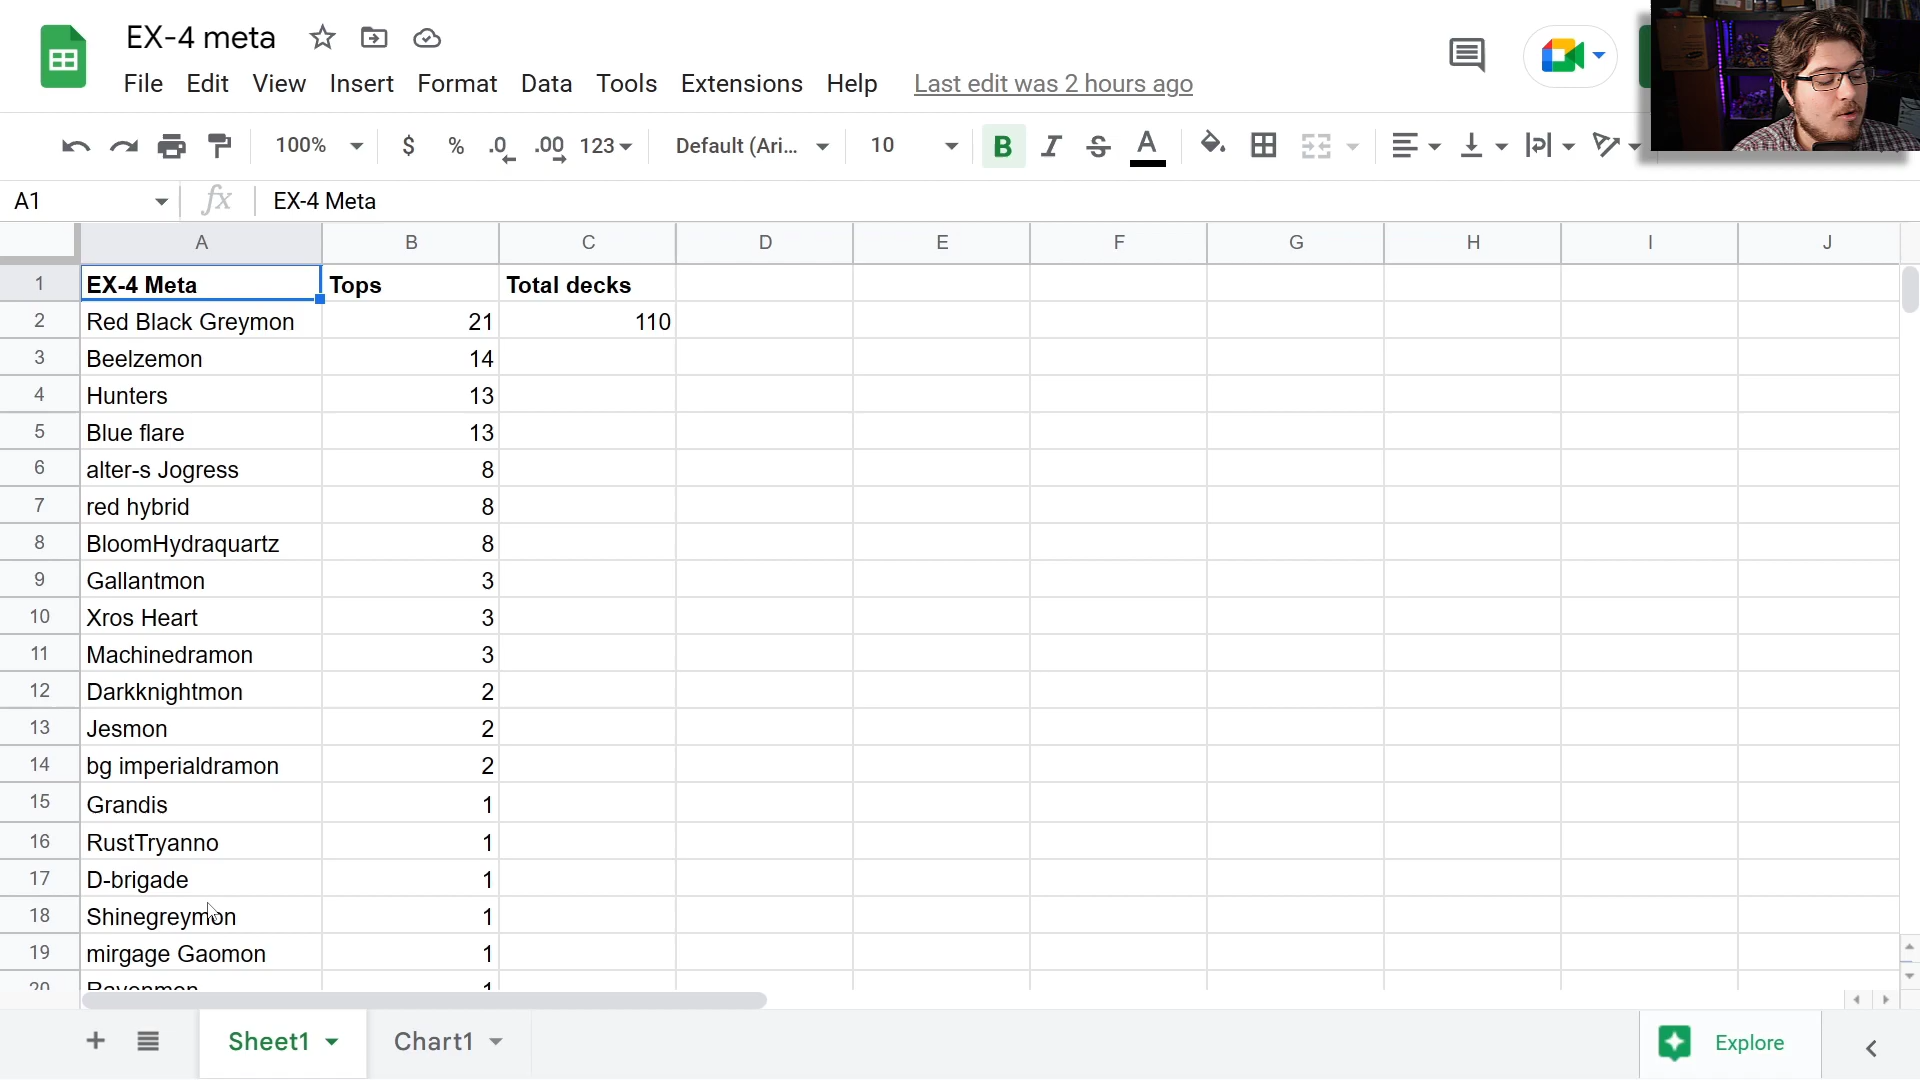 EX-4 meta
File Edit View Insert Format Data Tools Extensions Help Last edit was 2 hours ago
100% $ % .0 .00 123 Default (Ari... 10 B I S A
A1 fx EX-4 Meta
A B C D E F G H I J
1 EX-4 Meta Tops Total decks
2 Red Black Greymon 21 110
3 Beelzemon 14
4 Hunters 13
5 Blue flare 13
6 alter-s Jogress 8
7 red hybrid 8
8 BloomHydraquartz 8
9 Gallantmon 3
10 Xros Heart 3
11 Machinedramon 3
12 Darkknightmon 2
13 Jesmon 2
14 bg imperialdramon 2
15 Grandis 1
16 RustTryanno 1
17 D-brigade 1
18 Shinegreymon 1
19 mirgage Gaomon 1
20 Ravenmon 1
Sheet1 Chart1 Explore